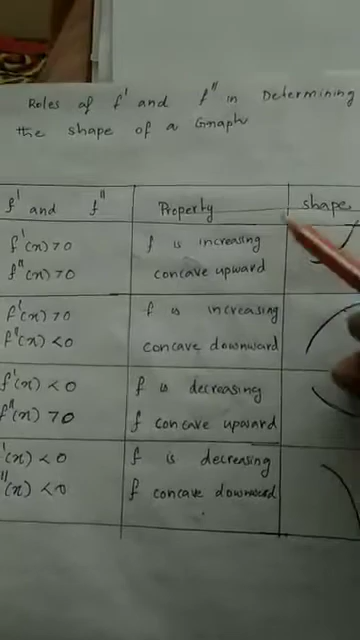 Roles of f' and f" in Determining
the shape of a Graph
f' and f" Property shape
f'(x) > 0 f is increasing
f"(x) > 0 concave upward
f'(x) > 0 f is increasing
f'(x) < 0 concave downward
f'(x) < 0 f is decreasing
f"(x) > 0 f concave upward
'(x) < 0 f is decreasing
"(x) < 0 f concave downward